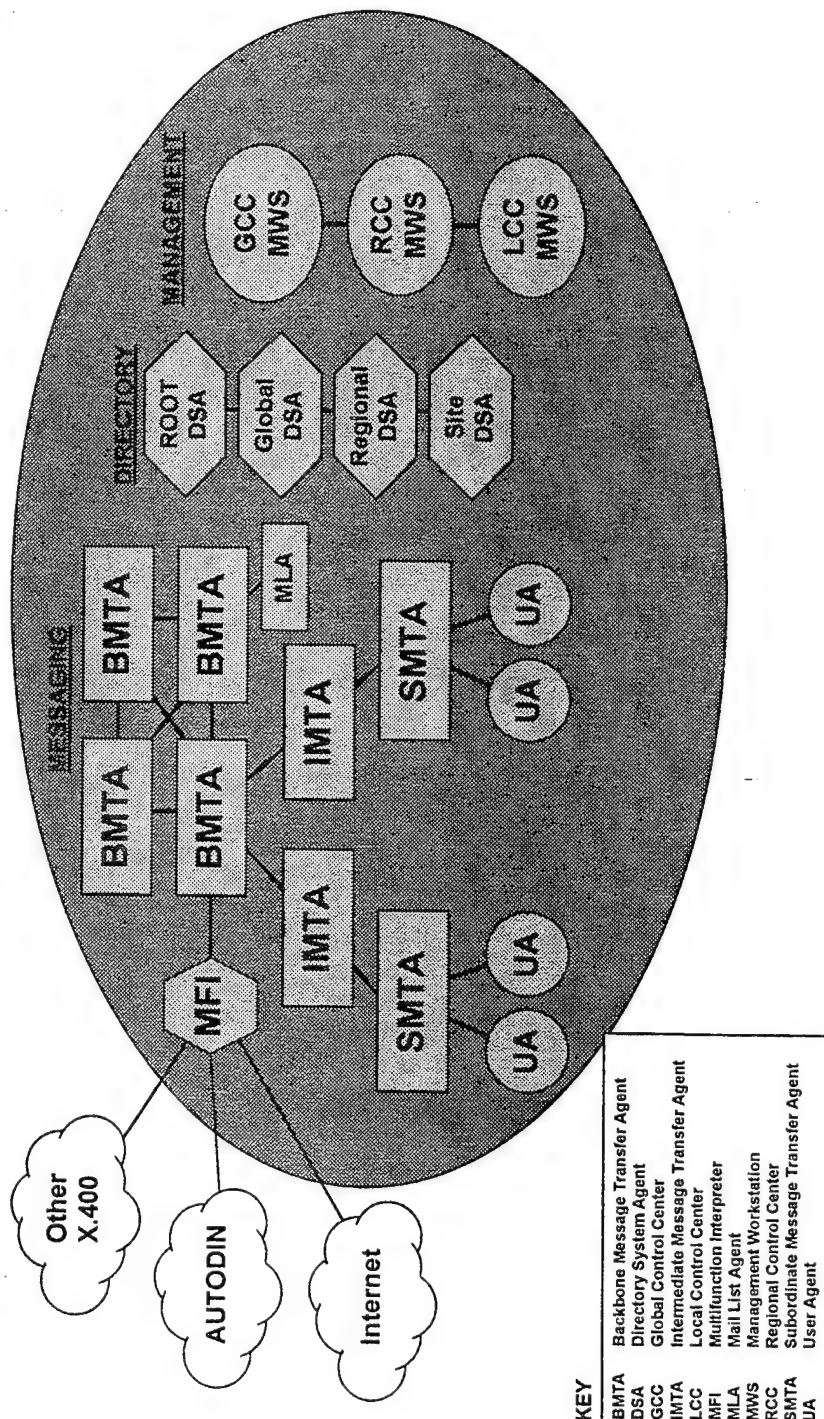 MESSAGING
DIRECTORY
MANAGEMENT
Other
X.400
AUTODIN
Internet
MFI
BMTA
BMTA
BMTA
BMTA
MLA
IMTA
IMTA
SMTA
SMTA
UA
UA
UA
UA
ROOT
DSA
Global
DSA
Regional
DSA
Site
DSA
GCC
MWS
RCC
MWS
LCC
MWS
KEY
BMTA Backbone Message Transfer Agent
DSA Directory System Agent
GCC Global Control Center
IMTA Intermediate Message Transfer Agent
LCC Local Control Center
MFI Multifunction Interpreter
MLA Mail List Agent
MWS Management Workstation
RCC Regional Control Center
SMTA Subordinate Message Transfer Agent
UA User Agent